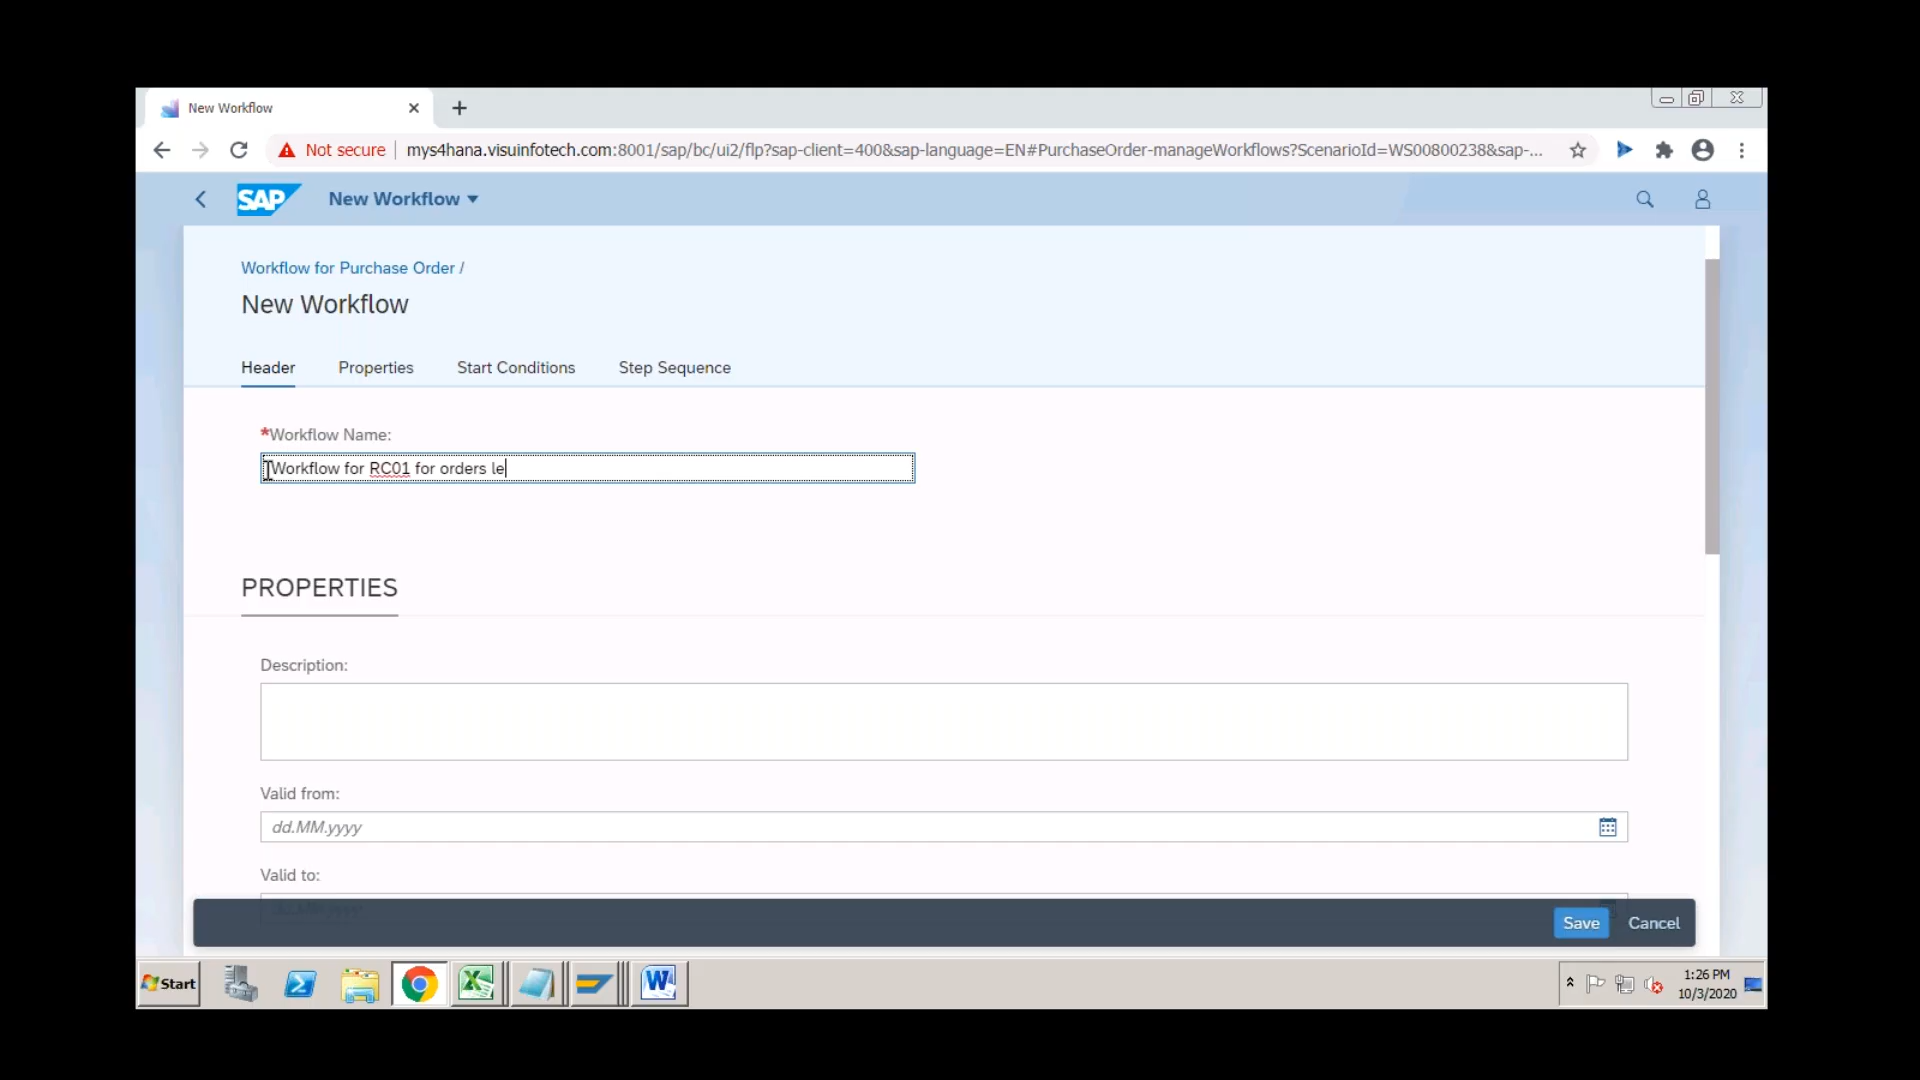 New Workflow
Not secure | mys4hana.visuinfotech.com:8001/sap/bc/ui2/flp?sap-client=400&sap-language=EN#PurchaseOrder-manageWorkflows?ScenarioId=WS00800238&sap-...
SAP New Workflow
Workflow for Purchase Order /
New Workflow
Header Properties Start Conditions Step Sequence
*Workflow Name:
Workflow for RC01 for orders le
PROPERTIES
Description:
Valid from:
dd.MM.yyyy
Valid to:
Save Cancel
Start
1:26 PM
10/3/2020